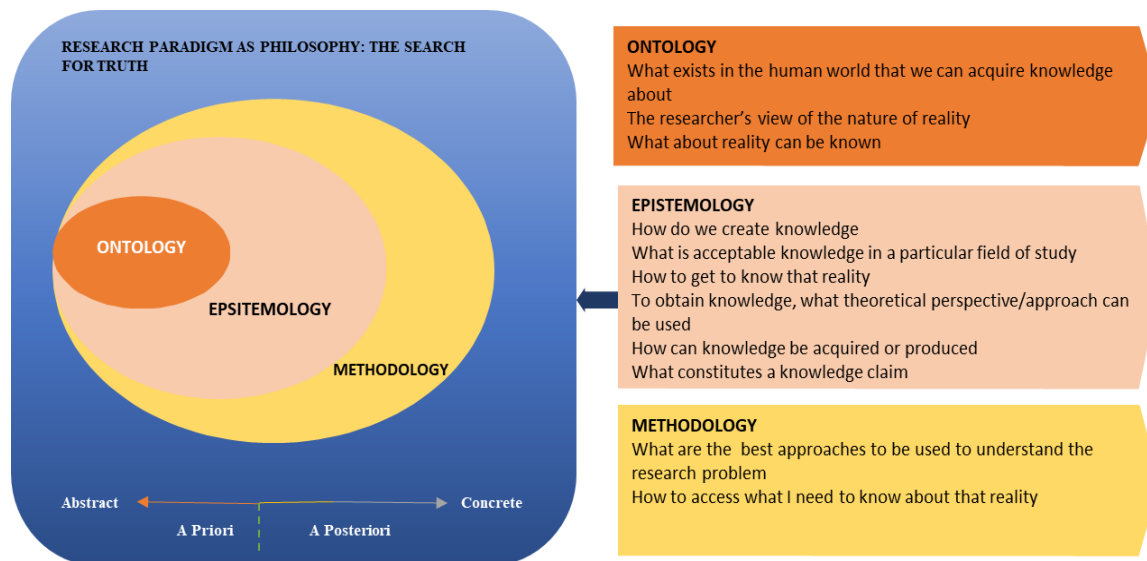 RESEARCH PARADIGM AS PHILOSOPHY: THE SEARCH
FOR TRUTH
ONTOLOGY
EPSITEMOLOGY
METHODOLOGY
Abstract
Concrete
A Priori
A Posteriori
ONTOLOGY
What exists in the human world that we can acquire knowledge
about
The researcher’s view of the nature of reality
What about reality can be known
EPISTEMOLOGY
How do we create knowledge
What is acceptable knowledge in a particular field of study
How to get to know that reality
To obtain knowledge, what theoretical perspective/approach can
be used
How can knowledge be acquired or produced
What constitutes a knowledge claim
METHODOLOGY
What are the  best approaches to be used to understand the
research problem
How to access what I need to know about that reality